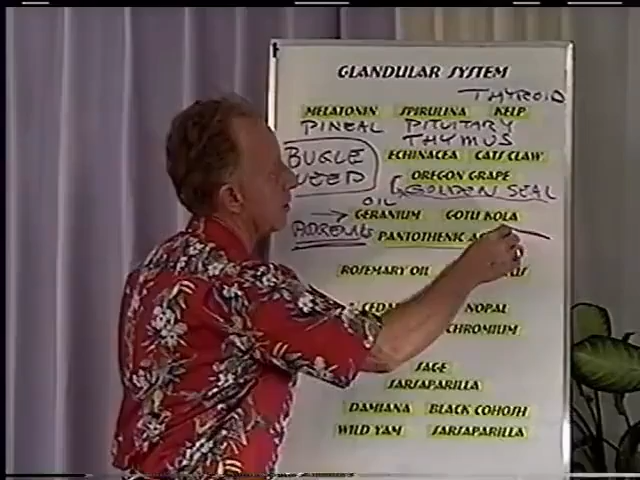 GLANDULAR SYSTEM
THYROID
MELATONIN SPIRULINA KELP
PINEAL PITUITARY
THYMUS
BUGLE WEED
ECHINACEA CATS CLAW
OREGON GRAPE
GOLDEN SEAL
OIL
GERANIUM GOTU KOLA
PANTOTHENIC
ROSEMARY OIL
NOPAL
CHROMIUM
SAGE
SARSAPARILLA
DAMIANA BLACK COHOSH
WILD YAM SARSAPARILLA